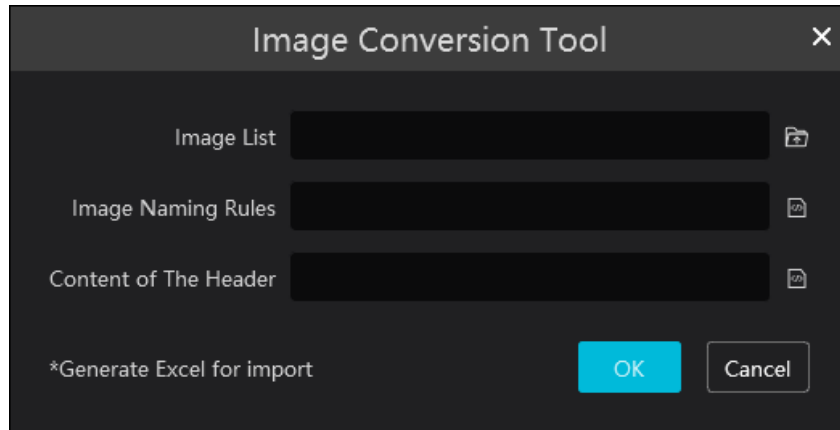 Image Conversion Tool
Image List
Image Naming Rules
Content of The Header
*Generate Excel for import
OK
Cancel